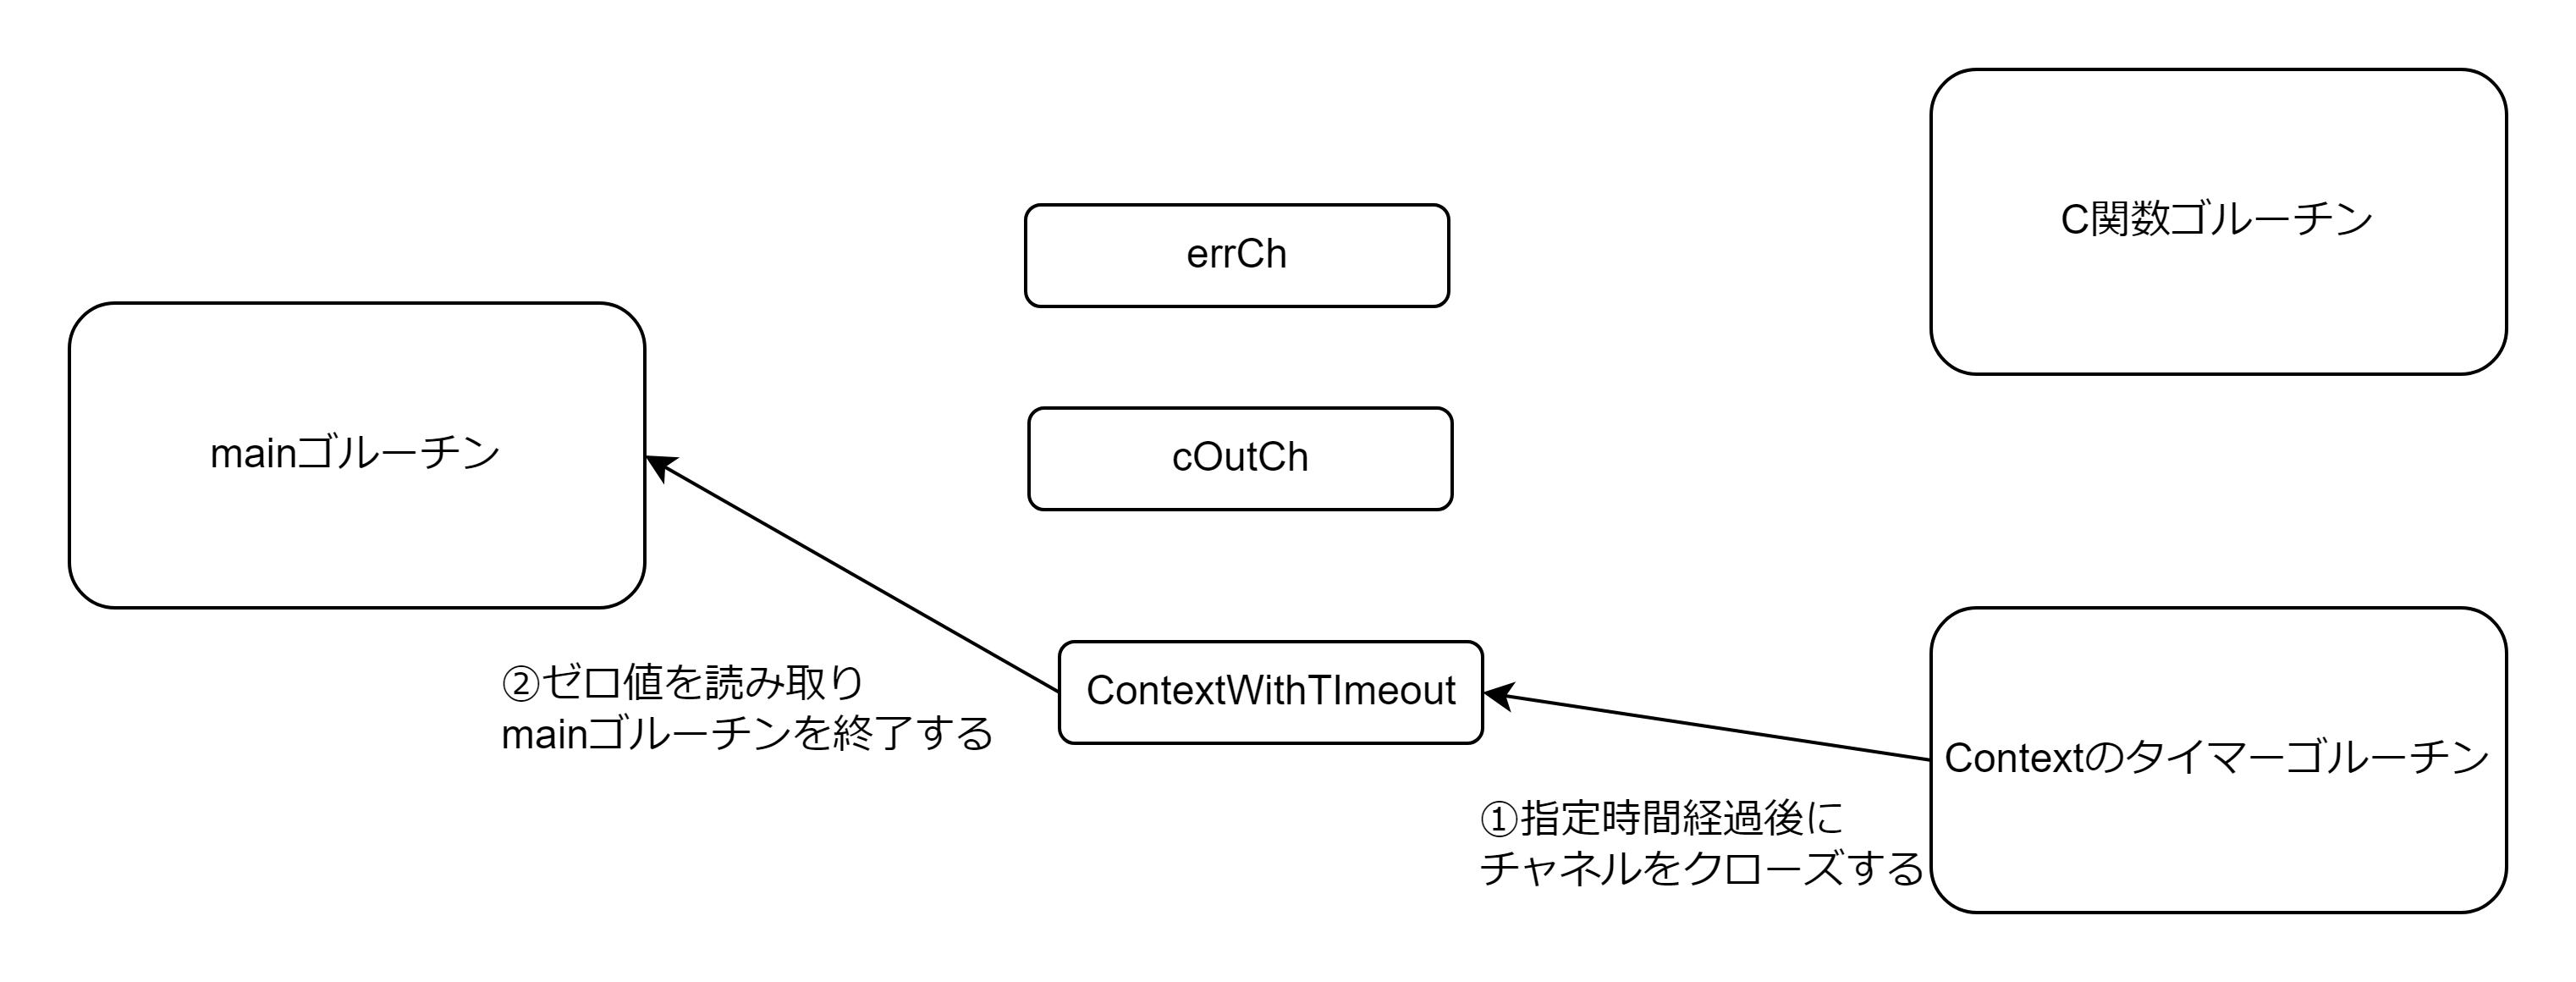 C関数ゴルーチン
errCh
mainゴルーチン
cOutCh
②ゼロ値を読み取り
mainゴルーチンを終了する
ContextWithTImeout
Contextのタイマーゴルーチン
①指定時間経過後に
チャネルをクローズする